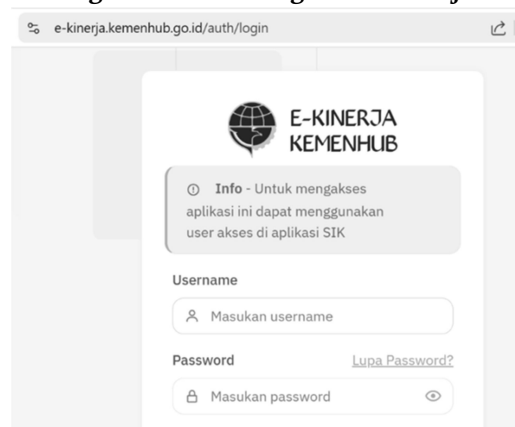 e-kinerja.kemenhub.go.id/auth/login
E-KINERJA
KEMENHUB
Info - Untuk mengakses
aplikasi ini dapat menggunakan
user akses di aplikasi SIK
Username
Masukan username
Password Lupa Password?
Masukan password